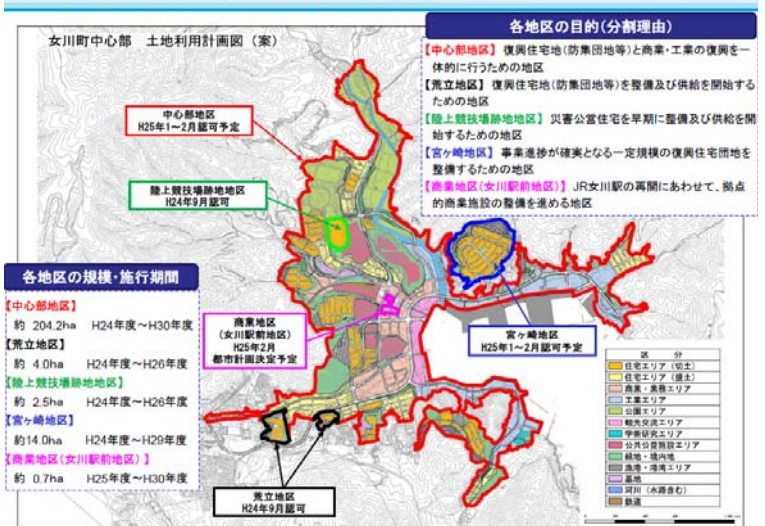 女川町中心部　土地利用計画図（案）
各地区の目的（分割理由）
【中心部地区】 復興住宅地（防集団地等）と商業・工業の復興を一
体的に行うための地区
【荒立地区】 復興住宅地（防集団地等）を整備及び供給を開始する
ための地区
【陸上競技場跡地地区】 災害公営住宅を早期に整備及び供給を開
始するための地区
【宮ヶ崎地区】 事業進捗が確実となる一定規模の復興住宅団地を
整備するための地区
【商業地区（女川駅前地区）】 JR女川駅の再開にあわせて、拠点
的商業施設の整備を進める地区
中心部地区
H25年1～2月認可予定
陸上競技場跡地地区
H24年9月認可
各地区の規模・施行期間
【中心部地区】
約 204.2ha H24年度～H30年度
【荒立地区】
約 4.0ha H24年度～H26年度
【陸上競技場跡地地区】
約 2.5ha H24年度～H26年度
【宮ヶ崎地区】
約14.0ha H24年度～H29年度
【商業地区（女川駅前地区）】
約 0.7ha H25年度～H30年度
商業地区
（女川駅前地区）
H25年2月
都市計画決定予定
宮ヶ崎地区
H25年1～2月認可予定
荒立地区
H24年9月認可
区　分
住宅エリア（切土）
住宅エリア（盛土）
商業・業務エリア
工業エリア
公園エリア
観光交流エリア
学術研究エリア
公共公益施設エリア
緑地・境内地
漁港・港湾エリア
墓地
河川（水路含む）
鉄道